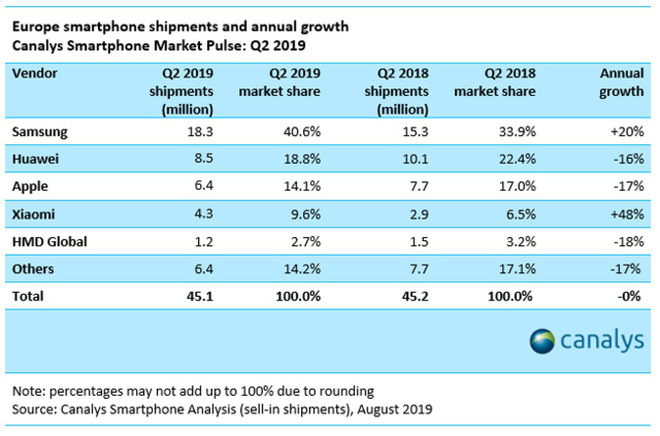 Europe smartphone shipments and annual growth
Canalys Smartphone Market Pulse: Q2 2019
Vendor Q2 2019 shipments (million) Q2 2019 market share Q2 2018 shipments (million) Q2 2018 market share Annual growth
Samsung 18.3 40.6% 15.3 33.9% +20%
Huawei 8.5 18.8% 10.1 22.4% -16%
Apple 6.4 14.1% 7.7 17.0% -17%
Xiaomi 4.3 9.6% 2.9 6.5% +48%
HMD Global 1.2 2.7% 1.5 3.2% -18%
Others 6.4 14.2% 7.7 17.1% -17%
Total 45.1 100.0% 45.2 100.0% -0%
canalys
Note: percentages may not add up to 100% due to rounding
Source: Canalys Smartphone Analysis (sell-in shipments), August 2019